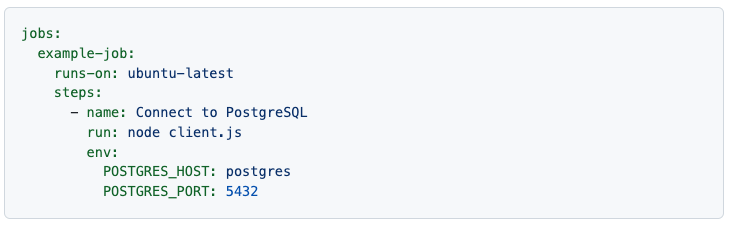 jobs:
  example-job:
    runs-on: ubuntu-latest
    steps:
      - name: Connect to PostgreSQL
        run: node client.js
        env:
          POSTGRES_HOST: postgres
          POSTGRES_PORT: 5432